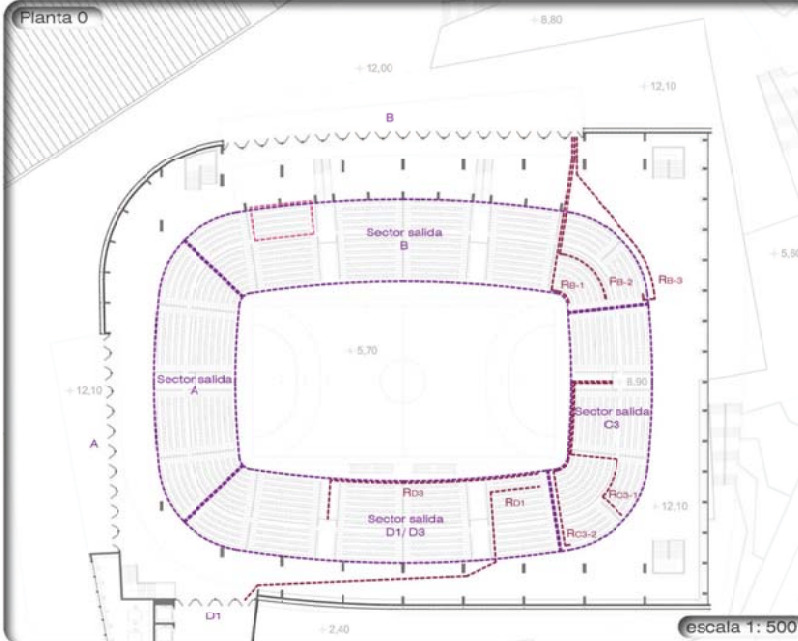 Planta 0
+8,80
+12,00
+12,10
B
Sector salida
B
+5,50
RB-1
RB-2
RB-3
+5,70
Sector salida
A
+12,10
+8,90
Sector salida
C3
A
RD3
RD1
RC3-1
Sector salida
D1/ D3
RC3-2
+12,10
D1
+2,40
escala 1: 500